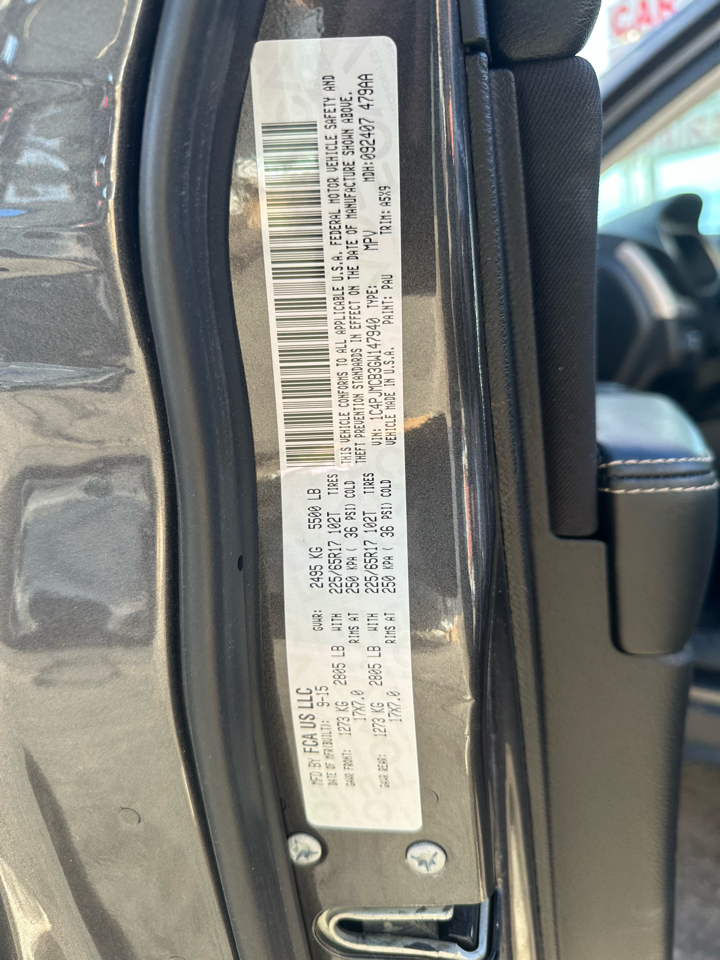 MFD BY FCA US LLC
DATE OF MFR(BUILT): 9-15 GVWR: 2495 KG 5500 LB
GAWR FRONT: 1273 KG 2805 LB WITH 225/65R17 102T TIRES
17X7.0 RIMS AT 250 KPA ( 36 PSI) COLD
GAWR REAR: 1273 KG 2805 LB WITH 225/65R17 102T TIRES
17X7.0 RIMS AT 250 KPA ( 36 PSI) COLD
THIS VEHICLE CONFORMS TO ALL APPLICABLE U.S.A. FEDERAL MOTOR VEHICLE SAFETY AND
THEFT PREVENTION STANDARDS IN EFFECT ON THE DATE OF MANUFACTURE SHOWN ABOVE.
VIN: 1C4PJMCB3GW147940 TYPE: MPV MDH:092407 479AA
VEHICLE MADE IN U.S.A. PAINT: PAU TRIM: A5X9
CAR